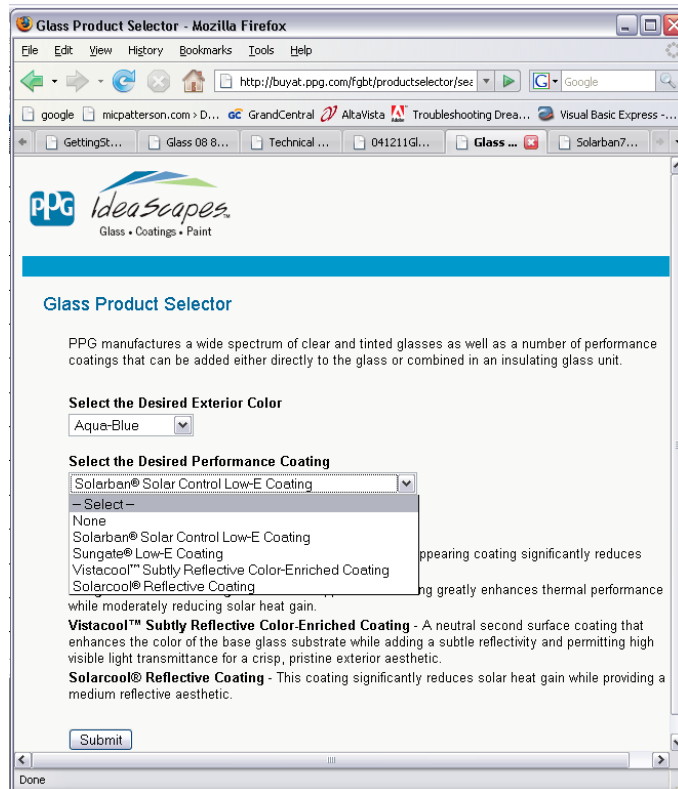 Glass Product Selector - Mozilla Firefox
File Edit View History Bookmarks Tools Help
http://buyat.ppg.com/fgbt/productselector/sea
G Google
google micpatterson.com > D... GC GrandCentral AltaVista Troubleshooting Drea... Visual Basic Express -...
GettingSt... Glass 08 8... Technical ... 041211Gl... Glass ... Solarban7...
PPG IdeaScapes™
Glass • Coatings • Paint
Glass Product Selector
PPG manufactures a wide spectrum of clear and tinted glasses as well as a number of performance
coatings that can be added either directly to the glass or combined in an insulating glass unit.
Select the Desired Exterior Color
Aqua-Blue
Select the Desired Performance Coating
Solarban® Solar Control Low-E Coating
-- Select --
None
Solarban® Solar Control Low-E Coating
Sungate® Low-E Coating
ppearing coating significantly reduces
Vistacool™ Subtly Reflective Color-Enriched Coating
Solarcool® Reflective Coating
ng greatly enhances thermal performance
while moderately reducing solar heat gain.
Vistacool™ Subtly Reflective Color-Enriched Coating - A neutral second surface coating that
enhances the color of the base glass substrate while adding a subtle reflectivity and permitting high
visible light transmittance for a crisp, pristine exterior aesthetic.
Solarcool® Reflective Coating - This coating significantly reduces solar heat gain while providing a
medium reflective aesthetic.
Submit
Done